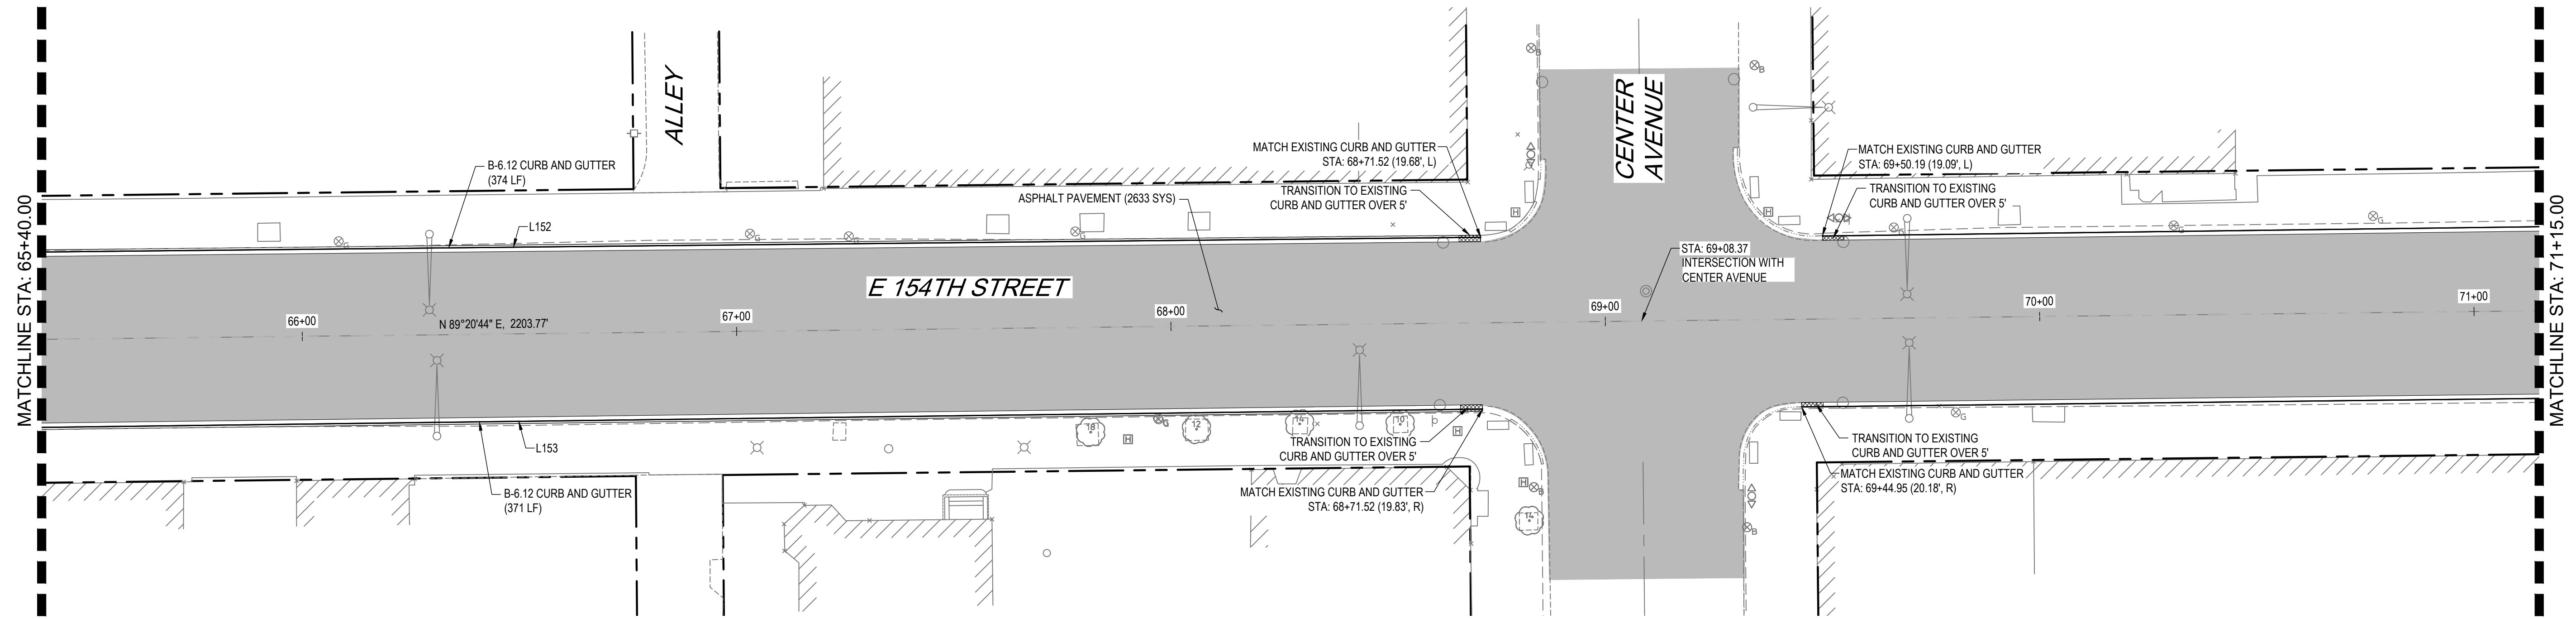 MATCHLINE STA: 65+40.00
ALLEY
B-6.12 CURB AND GUTTER
(374 LF)
L152
ASPHALT PAVEMENT (2633 SYS)
MATCH EXISTING CURB AND GUTTER
STA: 68+71.52 (19.68', L)
TRANSITION TO EXISTING
CURB AND GUTTER OVER 5'
CENTER
AVENUE
MATCH EXISTING CURB AND GUTTER
STA: 69+50.19 (19.09', L)
TRANSITION TO EXISTING
CURB AND GUTTER OVER 5'
STA: 69+08.37
INTERSECTION WITH
CENTER AVENUE
E 154TH STREET
N 89°20'44" E, 2203.77'
66+00
67+00
68+00
69+00
70+00
71+00
G
G
G
G
G
G
G
B
B
H
H
L153
B-6.12 CURB AND GUTTER
(371 LF)
18
12
14
10
G
H
H
H
B
14
TRANSITION TO EXISTING
CURB AND GUTTER OVER 5'
MATCH EXISTING CURB AND GUTTER
STA: 68+71.52 (19.83', R)
G
B
TRANSITION TO EXISTING
CURB AND GUTTER OVER 5'
MATCH EXISTING CURB AND GUTTER
STA: 69+44.95 (20.18', R)
MATCHLINE STA: 71+15.00